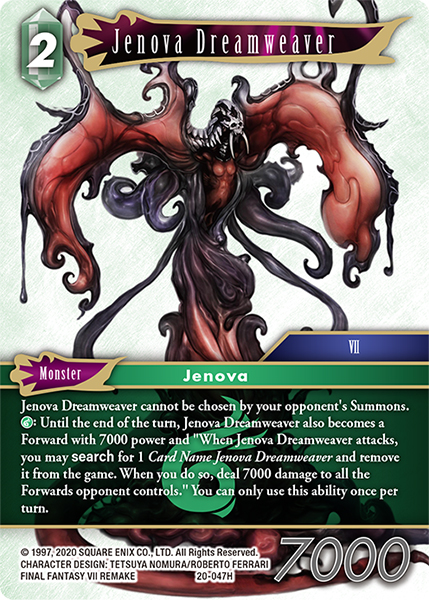 2
Jenova Dreamweaver
VII
Monster
Jenova
Jenova Dreamweaver cannot be chosen by your opponent's Summons.
: Until the end of the turn, Jenova Dreamweaver also becomes a
Forward with 7000 power and "When Jenova Dreamweaver attacks,
you may search for 1 Card Name Jenova Dreamweaver and remove
it from the game. When you do so, deal 7000 damage to all the
Forwards opponent controls." You can only use this ability once per
turn.
© 1997, 2020 SQUARE ENIX CO., LTD. All Rights Reserved.
CHARACTER DESIGN: TETSUYA NOMURA/ROBERTO FERRARI
FINAL FANTASY VII REMAKE 20-047H
7000